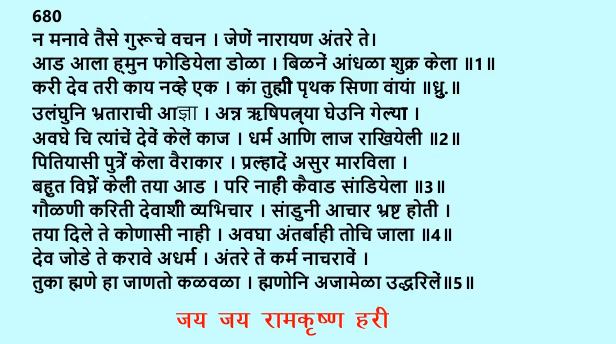 680
न मनावे तैसे गुरूचे वचन । जेणें नारायण अंतरे ते।
आड आला ह्मुन फोडियेला डोळा । बिळनें आंधळा शुक्र केला ॥1॥
करी देव तरी काय नव्हे एक । कां तुह्मी पृथक सिणा वांयां ॥ध्रु.॥
उलंघुनि भ्रताराची आज्ञा । अन्न ऋषिपत्न्या घेउनि गेल्या ।
अवघे चि त्यांचें देवें केलें काज । धर्म आणि लाज राखियेली ॥2॥
पितियासी पुत्रें केला वैराकार । प्रल्हादें असुर मारविला ।
बहुत विघ्नें केली तया आड । परि नाही कैवाड सांडियेला ॥3॥
गौळणी करिती देवाशी व्यभिचार । सांडुनी आचार भ्रष्ट होती ।
तया दिले ते कोणासी नाही । अवघा अंतर्बाही तोचि जाला ॥4॥
देव जोडे ते करावे अधर्म । अंतरे तें कर्म नाचरावें ।
तुका ह्मणे हा जाणतो कळवळा । ह्मणोनि अजामेळा उद्धरिलें॥5॥
जय जय रामकृष्ण हरी